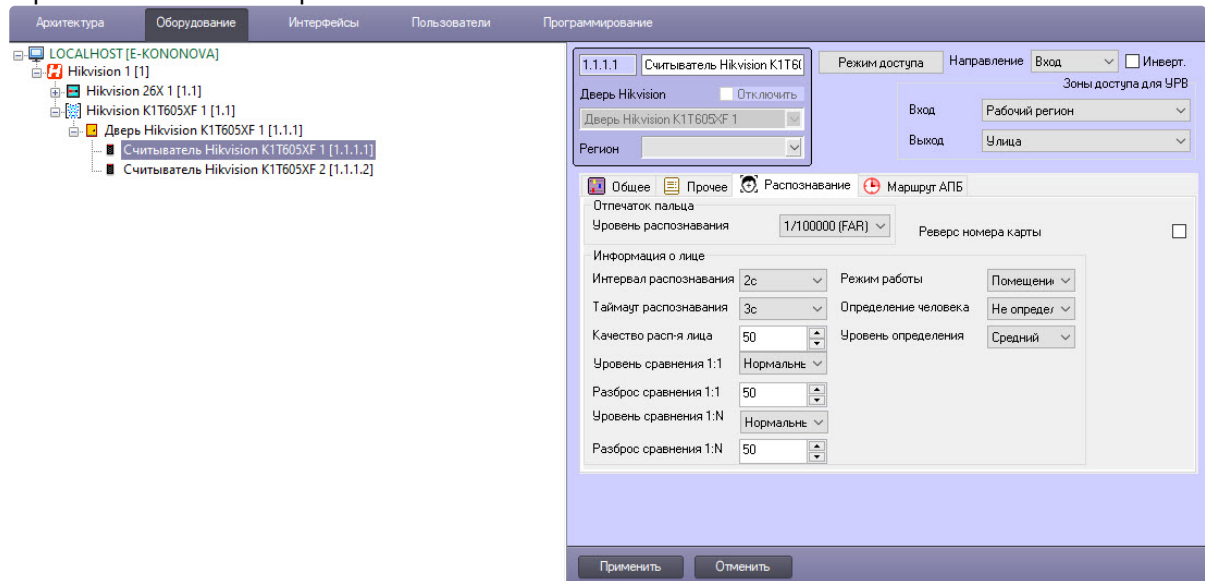 Архитектура Оборудование Интерфейсы Пользователи Программирование
LOCALHOST [E-KONONOVA]
Hikvision 1 [1]
Hikvision 26X 1 [1.1]
Hikvision K1T605XF 1 [1.1]
Дверь Hikvision K1T605XF 1 [1.1.1]
Считыватель Hikvision K1T605XF 1 [1.1.1.1]
Считыватель Hikvision K1T605XF 2 [1.1.1.2]
1.1.1.1 Считыватель Hikvision K1T6 Режим доступа Направление Вход Инверт.
Дверь Hikvision Отключить Зоны доступа для УРВ
Дверь Hikvision K1T605XF 1 Вход Рабочий регион
Регион Выход Улица
Общее Прочее Распознавание Маршрут АПБ
Отпечаток пальца
Уровень распознавания 1/100000 (FAR) Реверс номера карты
Информация о лице
Интервал распознавания 2с Режим работы Помещени
Таймаут распознавания 3с Определение человека Не опреде
Качество расп-я лица 50 Уровень определения Средний
Уровень сравнения 1:1 Нормальны
Разброс сравнения 1:1 50
Уровень сравнения 1:N Нормальны
Разброс сравнения 1:N 50
Применить Отменить